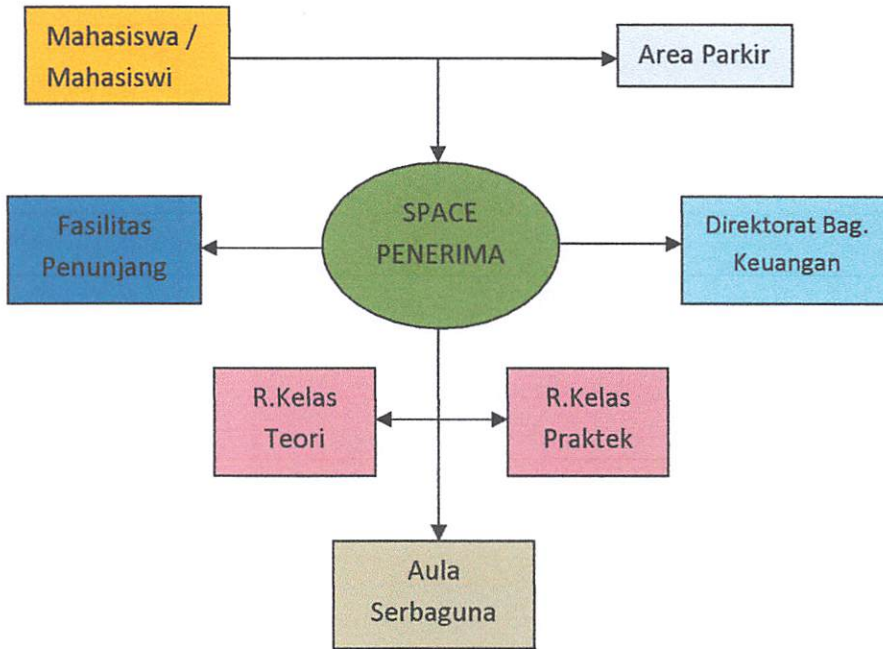 Mahasiswa /
Mahasiswi
Area Parkir
SPACE
PENERIMA
Fasilitas
Penunjang
Direktorat Bag.
Keuangan
R.Kelas
Teori
R.Kelas
Praktek
Aula
Serbaguna